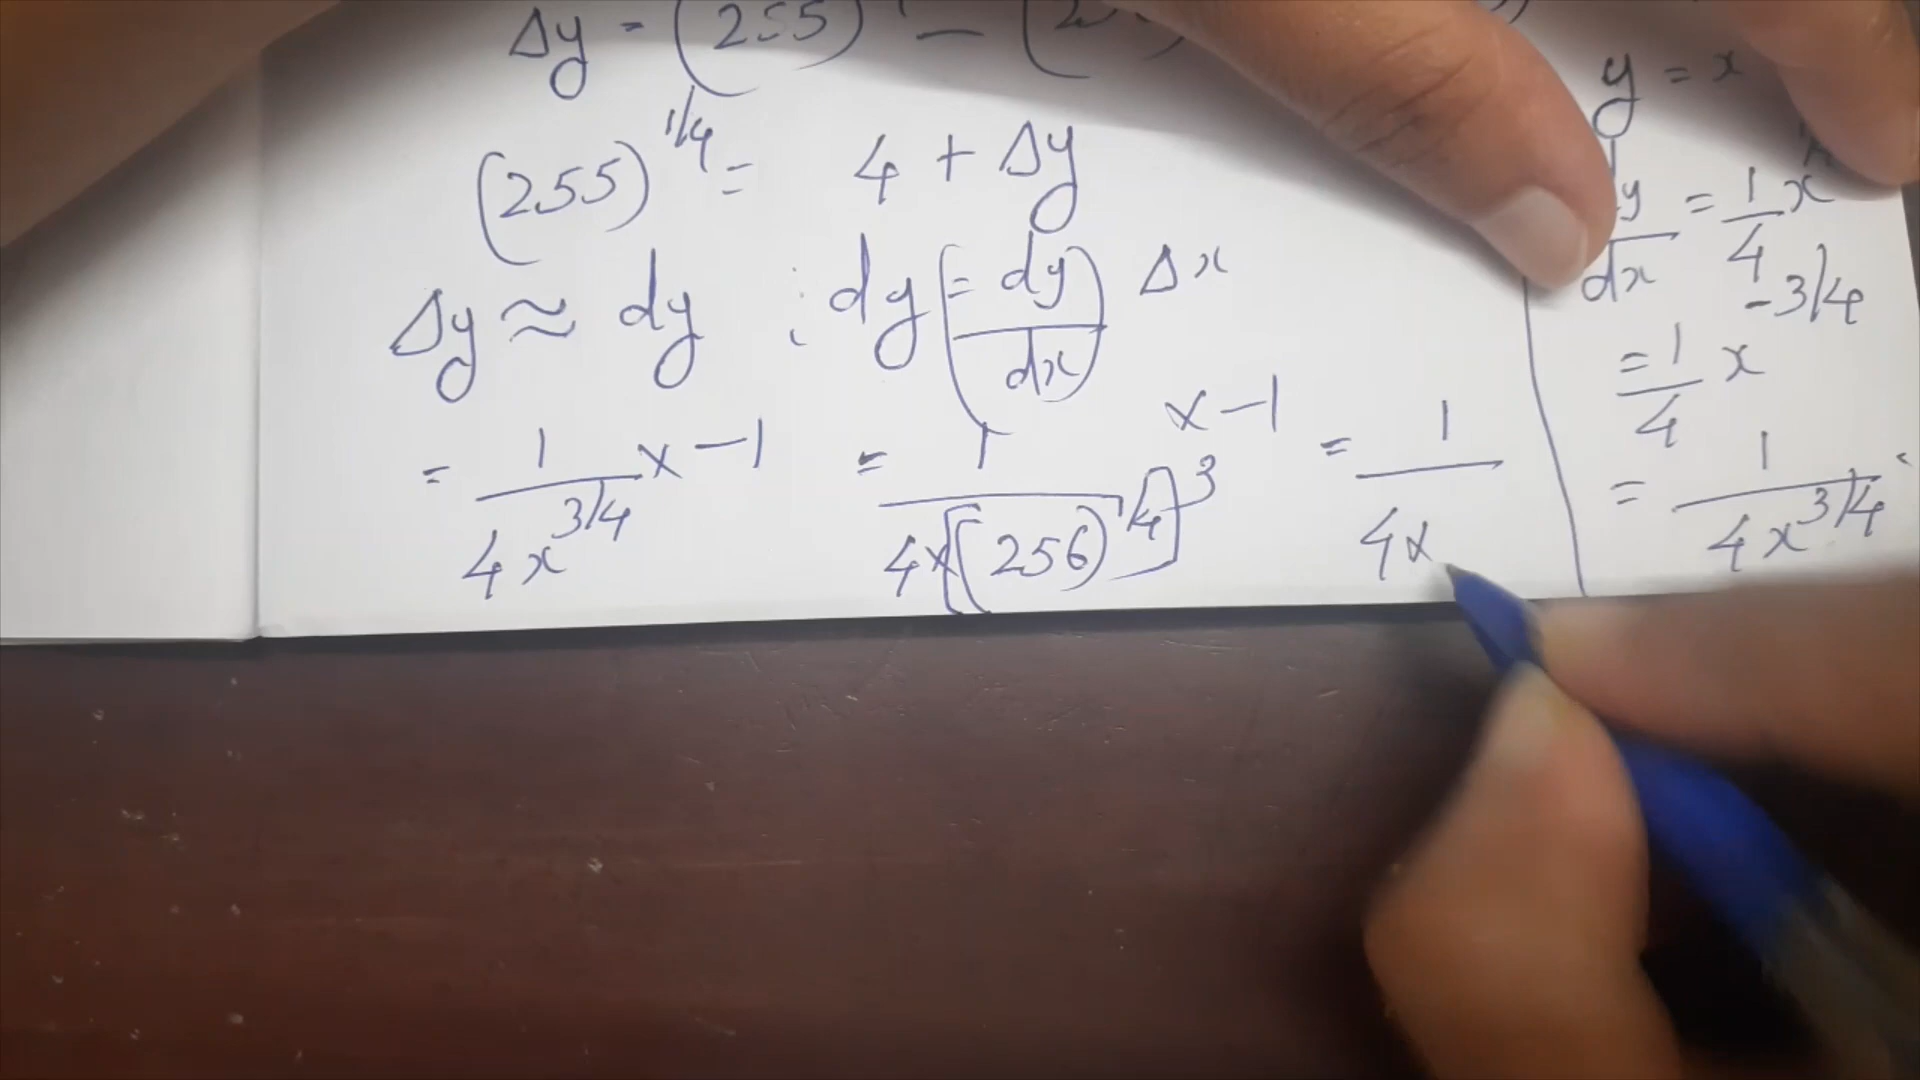 Δy = (255) - (2
(255)^1/4 = 4 + Δy
Δy ≈ dy ; dy = (dy/dx) Δx
= 1/4x^3/4 × -1 = 1/4×[(256)^1/4]^3 × -1 = 1/4×
y = x
dy/dx = 1/4 x
= 1/4 x^-3/4
= 1/4x^3/4